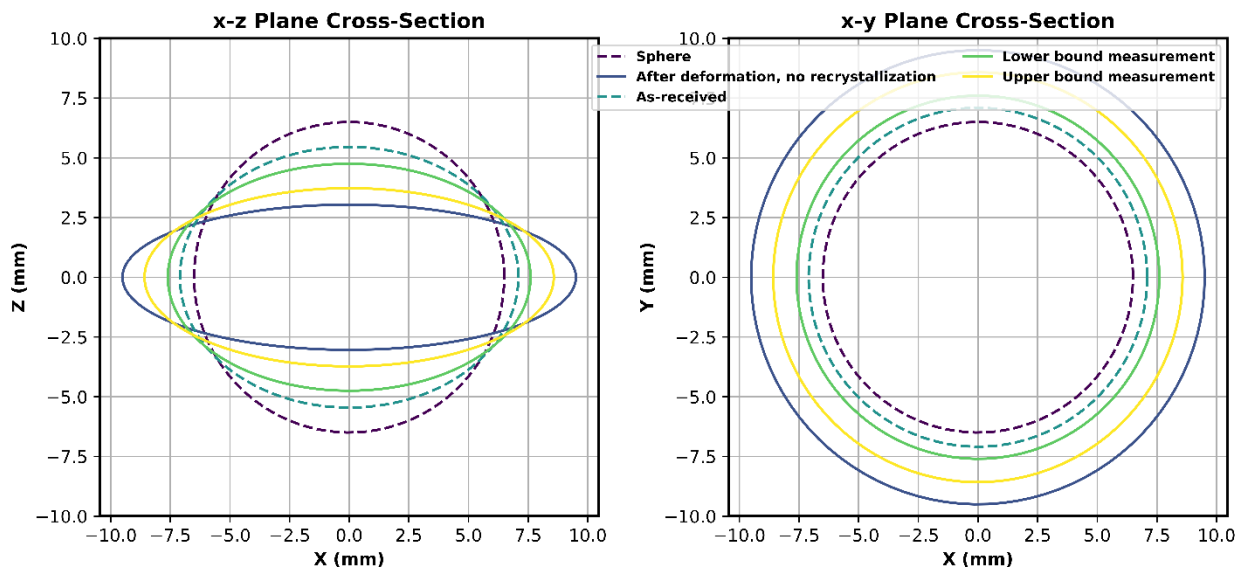 x-z Plane Cross-Section
10.0
7.5
5.0
2.5
0.0
−2.5
−5.0
−7.5
−10.0
Z (mm)
−10.0 −7.5 −5.0 −2.5 0.0 2.5 5.0 7.5 10.0
X (mm)
x-y Plane Cross-Section
Sphere
After deformation, no recrystallization
As-received
Lower bound measurement
Upper bound measurement
10.0
5.0
2.5
0.0
−2.5
−5.0
−7.5
−10.0
Y (mm)
−10.0 −7.5 −5.0 −2.5 0.0 2.5 5.0 7.5 10.0
X (mm)